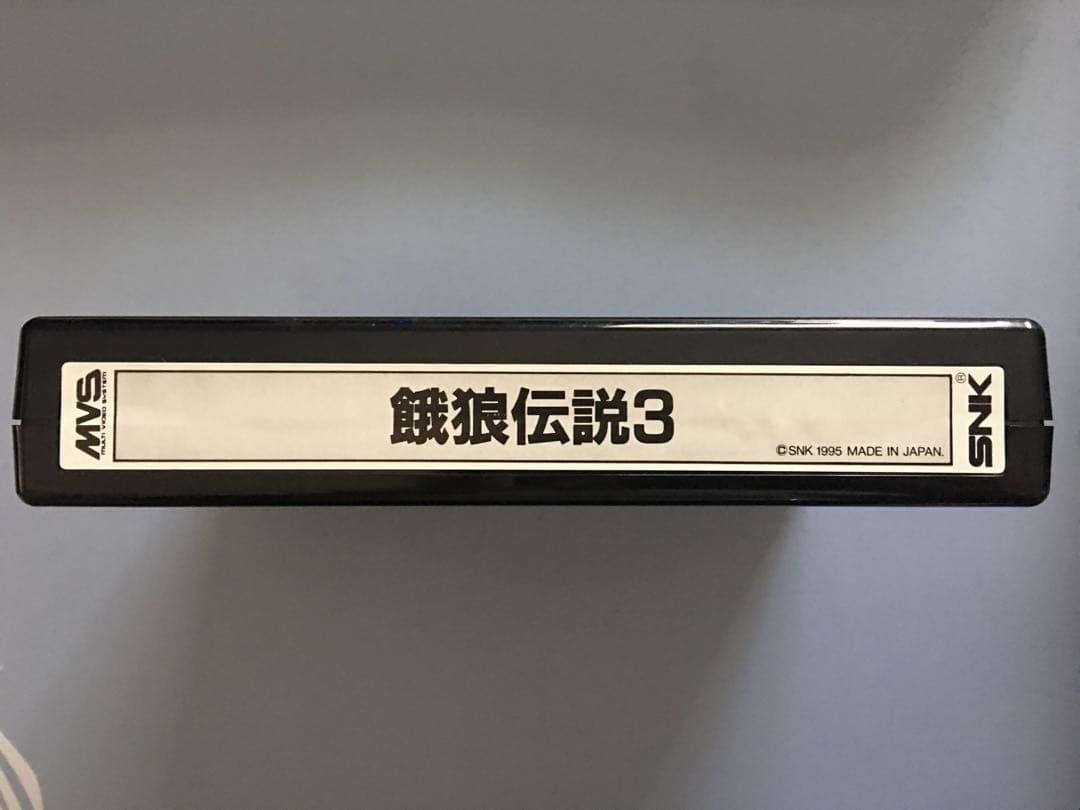 MVS
MULTI VIDEO SYSTEM
餓狼伝説3
©SNK 1995 MADE IN JAPAN.
SNK®